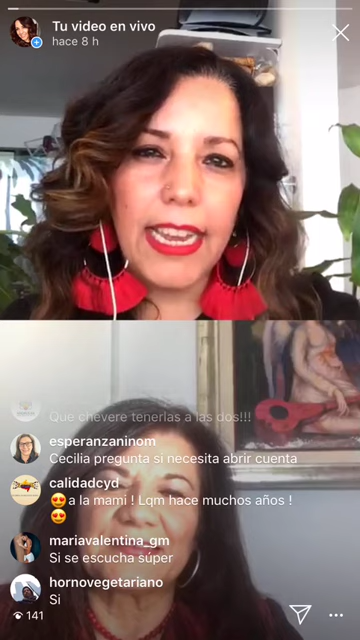 Tu video en vivo
hace 8 h
Que chévere tenerlas a las dos!!!
esperanzaninom
Cecilia pregunta si necesita abrir cuenta
calidadcyd
😍a la mami ! Lqm hace muchos años !
😍
mariavalentina_gm
Si se escucha súper
hornovegetariano
Si
141